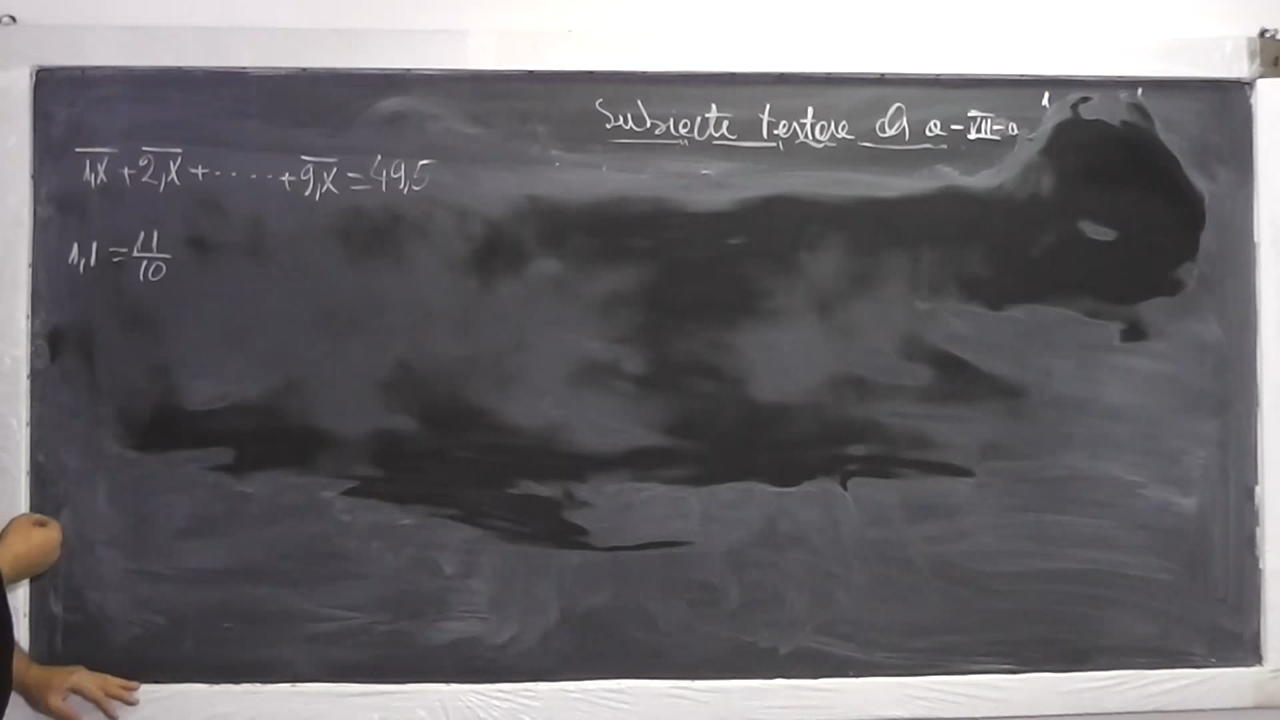 Subiecte testare Cl a-VII-a
1,x + 2,x + ..... + 9,x = 49,5
1,1 = 11/10